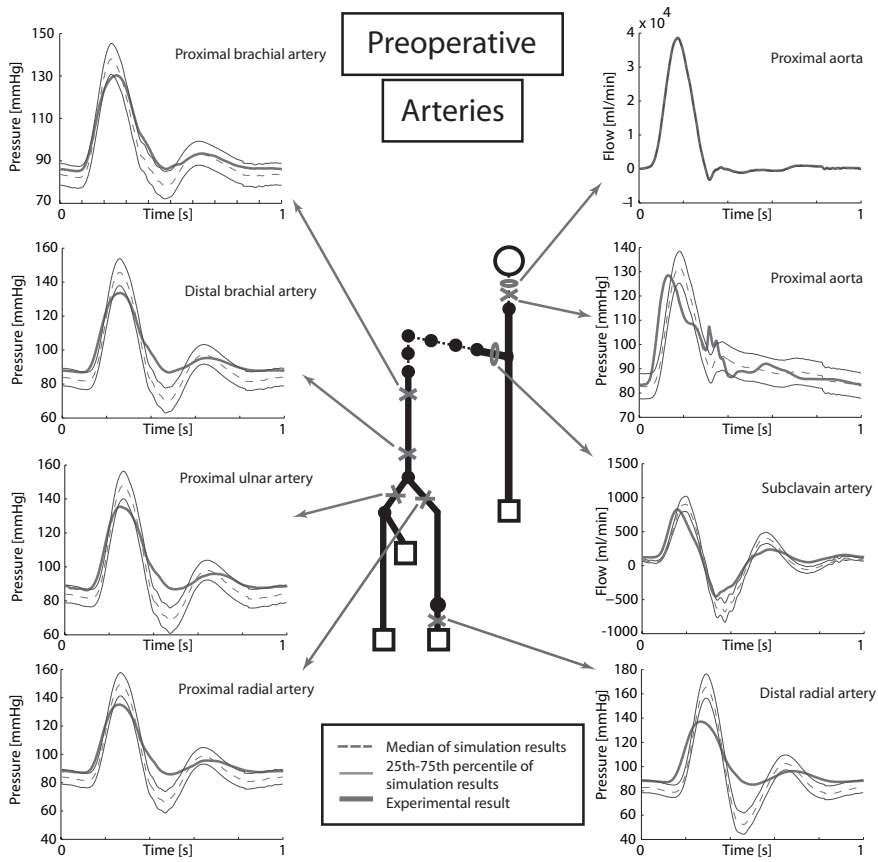 Preoperative
Arteries
Proximal brachial artery
Pressure [mmHg]
150
130
110
90
70
0
Time [s]
1
Distal brachial artery
Pressure [mmHg]
160
140
120
100
80
60
0
Time [s]
1
Proximal ulnar artery
Pressure [mmHg]
160
140
120
100
80
60
0
Time [s]
1
Proximal radial artery
Pressure [mmHg]
160
140
120
100
80
60
40
0
Time [s]
1
Proximal aorta
Flow [ml/min]
4 x 10⁴
3
2
1
0
-1
0
Time [s]
1
Proximal aorta
Pressure [mmHg]
140
130
120
110
100
90
80
70
0
Time [s]
1
Subclavain artery
Flow [ml/min]
1500
1000
500
0
-500
-1000
0
Time [s]
1
Distal radial artery
Pressure [mmHg]
180
160
140
120
100
80
60
40
0
Time [s]
1
Median of simulation results
25th-75th percentile of
simulation results
Experimental result